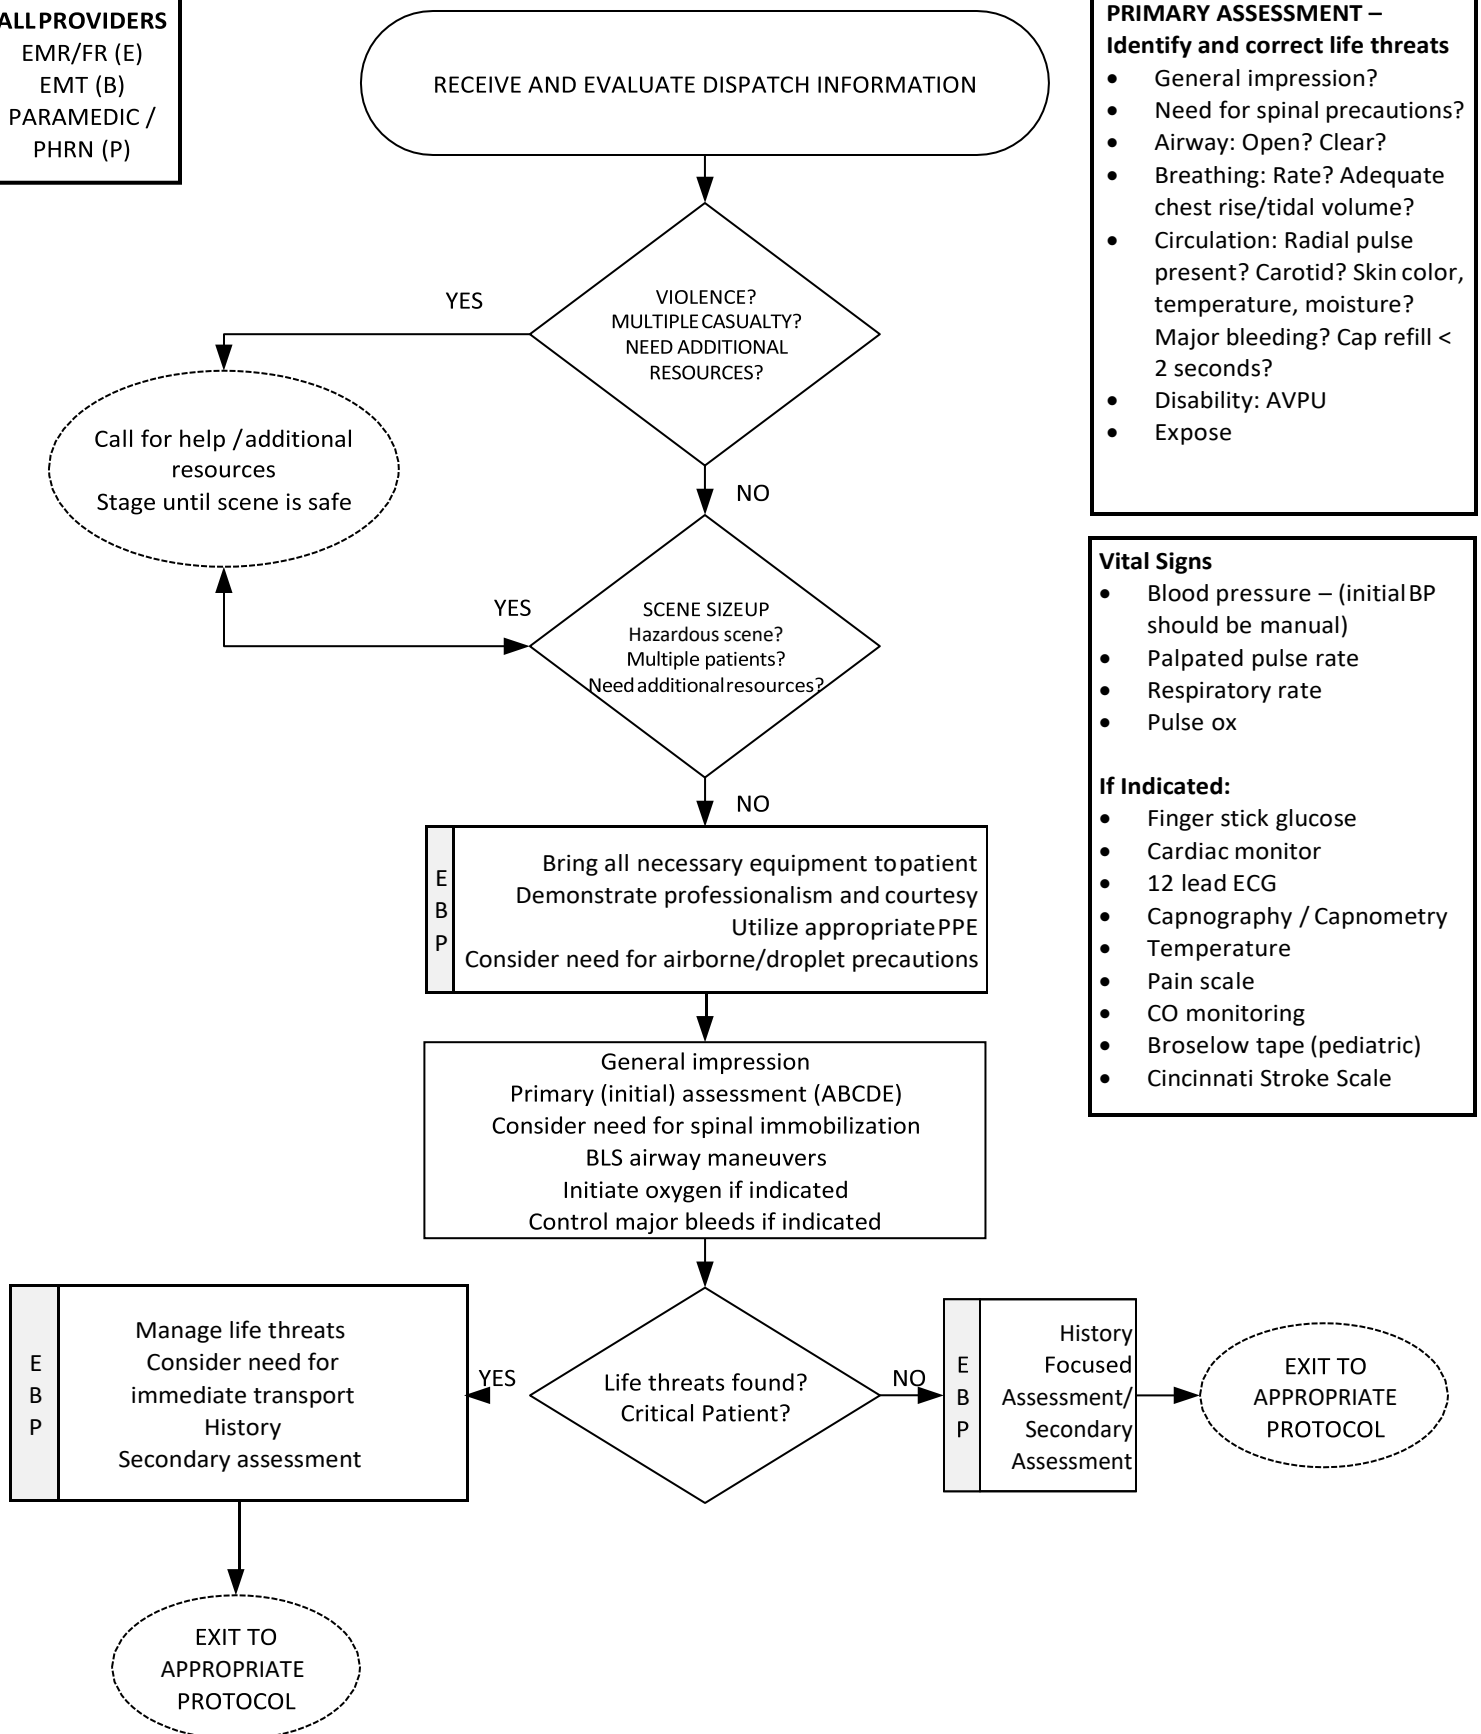 ALL PROVIDERS
EMR/FR (E)
EMT (B)
PARAMEDIC /
PHRN (P)
RECEIVE AND EVALUATE DISPATCH INFORMATION
PRIMARY ASSESSMENT –
Identify and correct life threats
• General impression?
• Need for spinal precautions?
• Airway: Open? Clear?
• Breathing: Rate? Adequate
chest rise/tidal volume?
• Circulation: Radial pulse
present? Carotid? Skin color,
temperature, moisture?
Major bleeding? Cap refill <
2 seconds?
• Disability: AVPU
• Expose
VIOLENCE?
MULTIPLE CASUALTY?
NEED ADDITIONAL
RESOURCES?
YES
Call for help / additional
resources
Stage until scene is safe
NO
YES
SCENE SIZEUP
Hazardous scene?
Multiple patients?
Need additional resources?
NO
Vital Signs
• Blood pressure – (initial BP
should be manual)
• Palpated pulse rate
• Respiratory rate
• Pulse ox
If Indicated:
• Finger stick glucose
• Cardiac monitor
• 12 lead ECG
• Capnography / Capnometry
• Temperature
• Pain scale
• CO monitoring
• Broselow tape (pediatric)
• Cincinnati Stroke Scale
E
B
P
Bring all necessary equipment to patient
Demonstrate professionalism and courtesy
Utilize appropriate PPE
Consider need for airborne/droplet precautions
General impression
Primary (initial) assessment (ABCDE)
Consider need for spinal immobilization
BLS airway maneuvers
Initiate oxygen if indicated
Control major bleeds if indicated
Life threats found?
Critical Patient?
YES
E
B
P
Manage life threats
Consider need for
immediate transport
History
Secondary assessment
EXIT TO
APPROPRIATE
PROTOCOL
NO
E
B
P
History
Focused
Assessment/
Secondary
Assessment
EXIT TO
APPROPRIATE
PROTOCOL